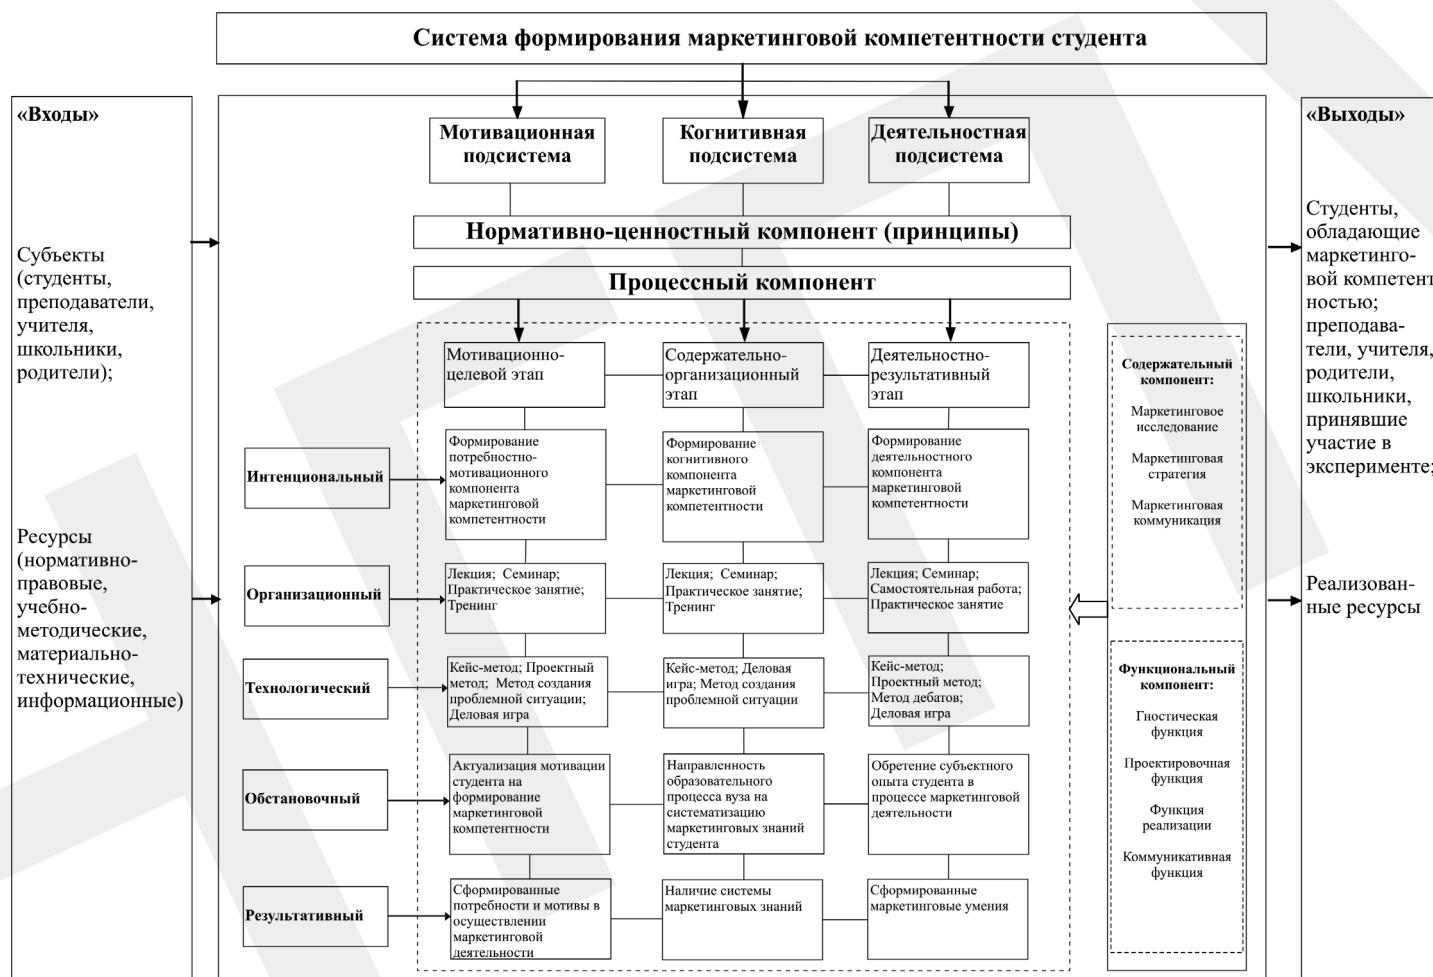 Система формирования маркетинговой компетентности студента
«Входы»
Субъекты
(студенты,
преподаватели,
учителя,
школьники,
родители);
Ресурсы
(нормативно-
правовые,
учебно-
методические,
материально-
технические,
информационные)
Мотивационная
подсистема
Когнитивная
подсистема
Деятельностная
подсистема
Нормативно-ценностный компонент (принципы)
Процессный компонент
Мотивационно-
целевой этап
Содержательно-
организационный
этап
Деятельностно-
результативный
этап
Интенциональный
Формирование
потребностно-
мотивационного
компонента
маркетинговой
компетентности
Формирование
когнитивного
компонента
маркетинговой
компетентности
Формирование
деятельностного
компонента
маркетинговой
компетентности
Организационный
Лекция; Семинар;
Практическое занятие;
Тренинг
Лекция; Семинар;
Практическое занятие;
Тренинг
Лекция; Семинар;
Самостоятельная работа;
Практическое занятие
Технологический
Кейс-метод; Проектный
метод; Метод создания
проблемной ситуации;
Деловая игра
Кейс-метод; Деловая
игра; Метод создания
проблемной ситуации
Кейс-метод;
Проектный метод;
Метод дебатов;
Деловая игра
Обстановочный
Актуализация мотивации
студента на
формирование
маркетинговой
компетентности
Направленность
образовательного
процесса вуза на
систематизацию
маркетинговых знаний
студента
Обретение субъектного
опыта студента в
процессе маркетинговой
деятельности
Результативный
Сформированные
потребности и мотивы в
осуществлении
маркетинговой
деятельности
Наличие системы
маркетинговых знаний
Сформированные
маркетинговые умения
Содержательный
компонент:
Маркетинговое
исследование
Маркетинговая
стратегия
Маркетинговая
коммуникация
Функциональный
компонент:
Гностическая
функция
Проектировочная
функция
Функция
реализации
Коммуникативная
функция
«Выходы»
Студенты,
обладающие
маркетинго-
вой компетент
ностью;
преподава-
тели, учителя,
родители,
школьники,
принявшие
участие в
эксперименте;
Реализован-
ные ресурсы